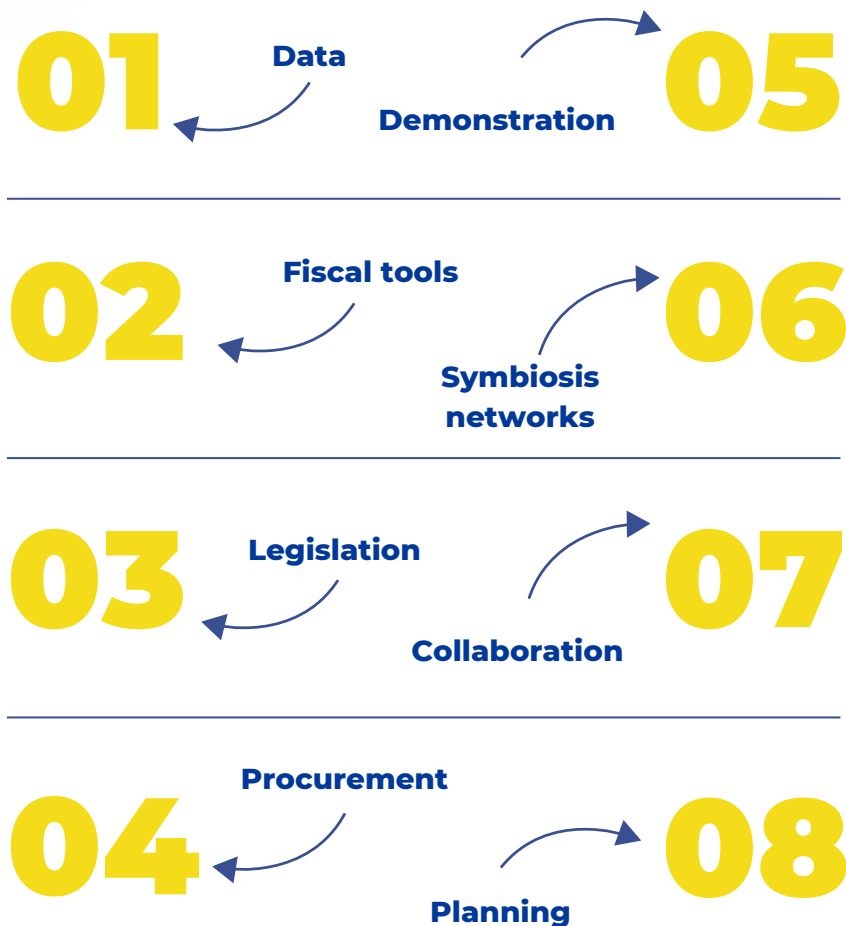 01
Data
Demonstration
05
02
Fiscal tools
Symbiosis
networks
06
03
Legislation
Collaboration
07
04
Procurement
Planning
08